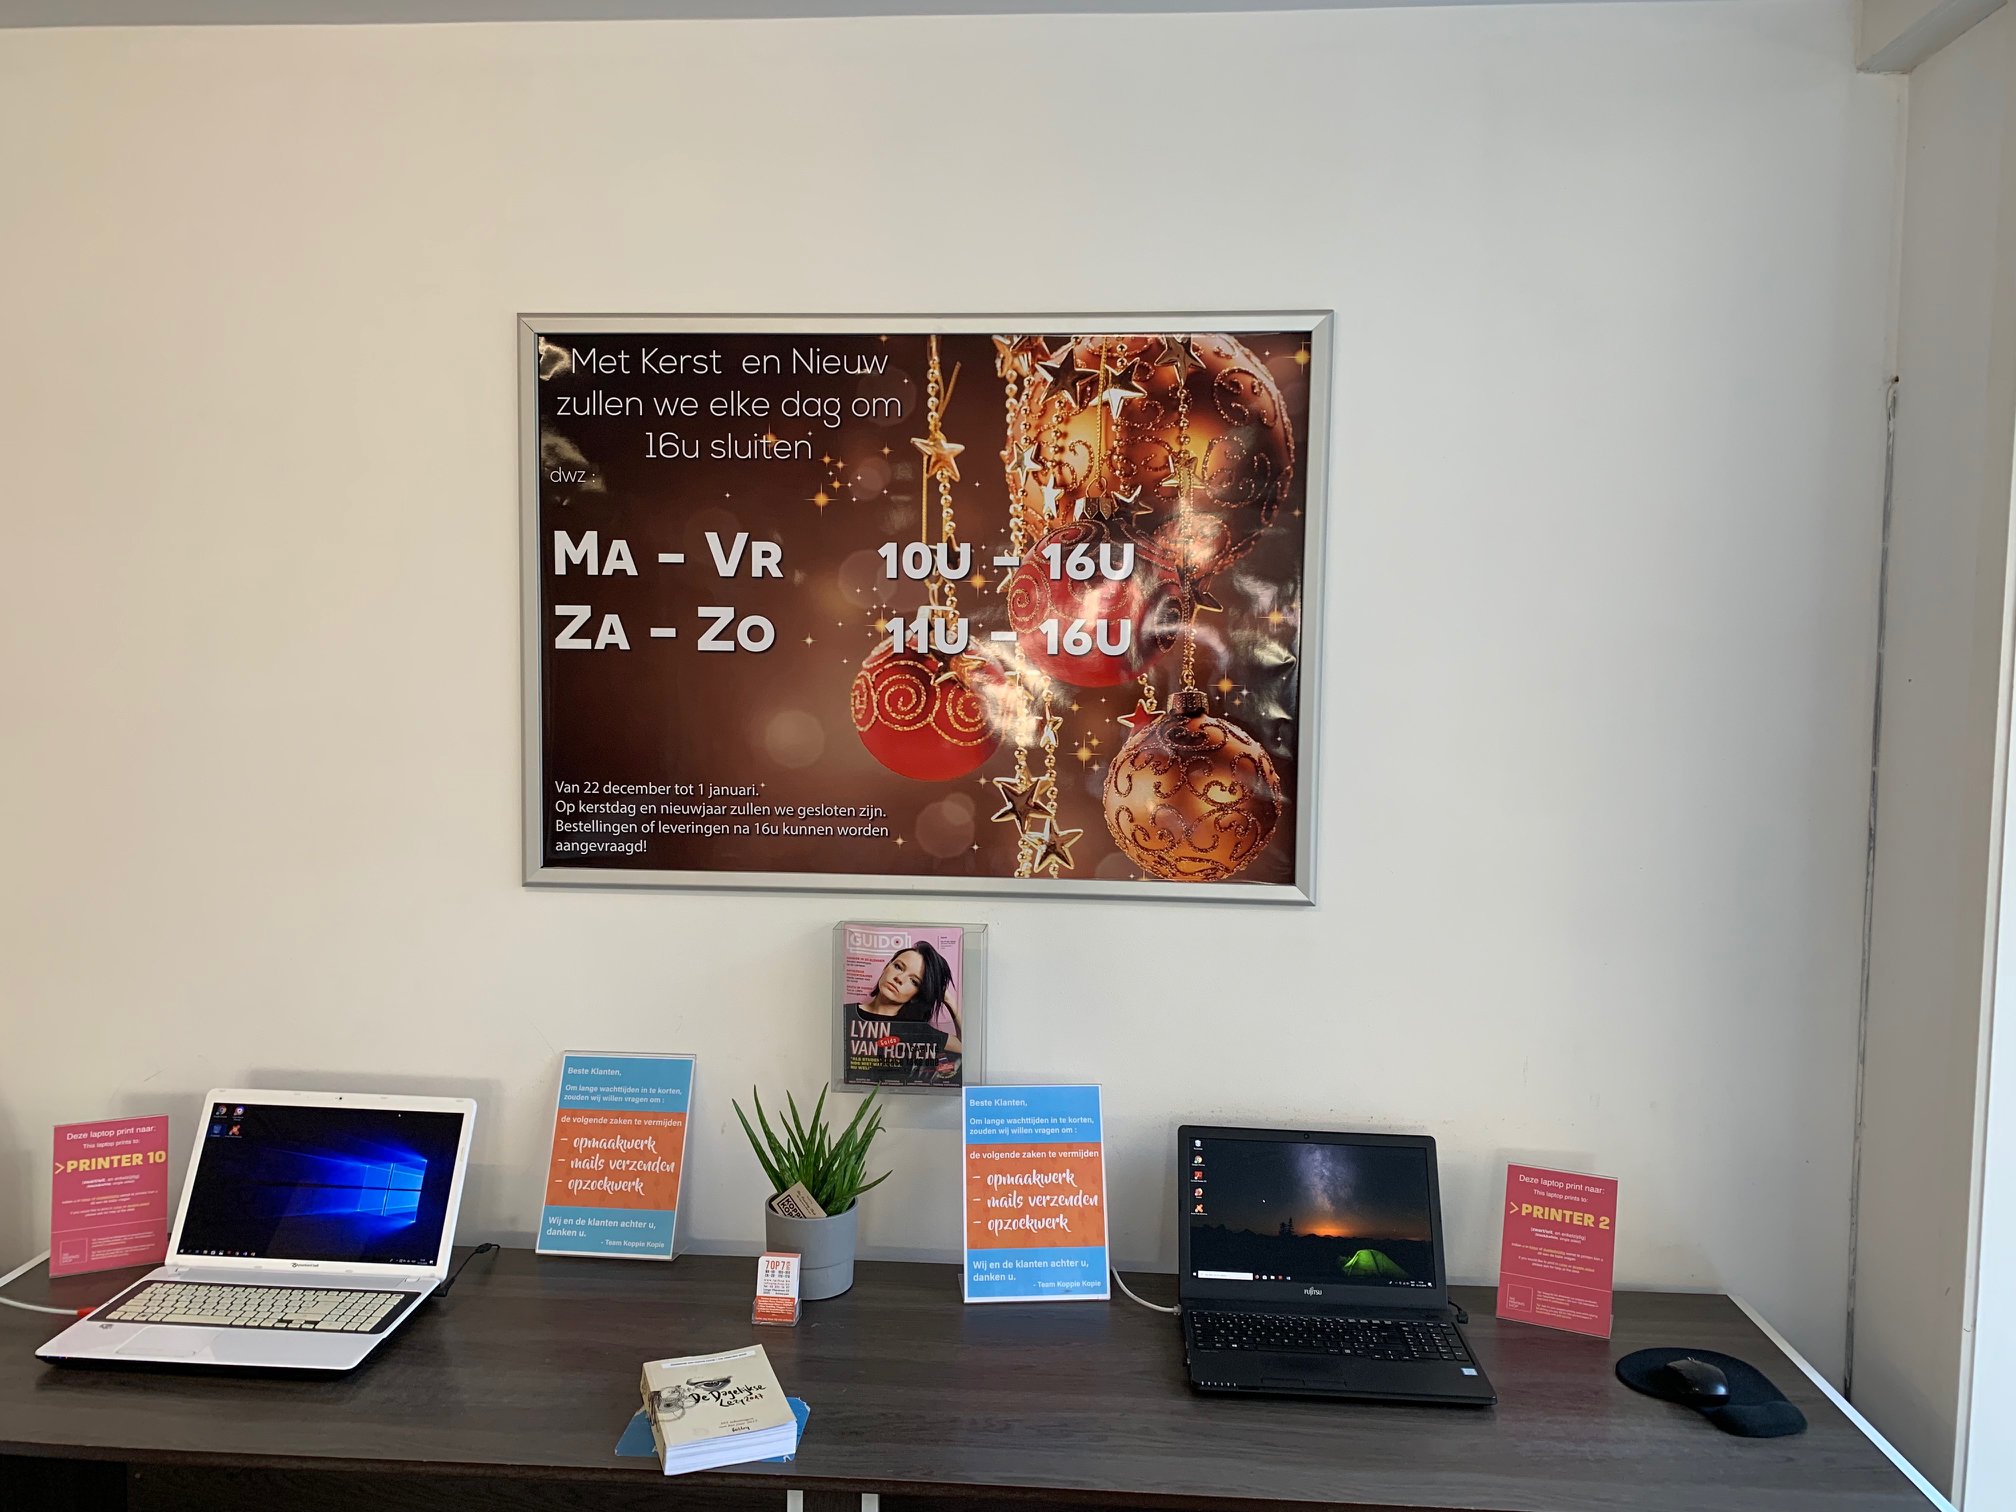 Met Kerst en Nieuw
zullen we elke dag om
16u sluiten
dwz :
MA - VR 10U - 16U
ZA - ZO 11U - 16U
Van 22 december tot 1 januari.
Op kerstdag en nieuwjaar zullen we gesloten zijn.
Bestellingen of leveringen na 16u kunnen worden
aangevraagd!
GUIDO
LYNN
VAN ROYEN
Deze laptop print naar:
This laptop prints to:
>PRINTER 10
Beste Klanten,
Om lange wachttijden in te korten,
zouden wij willen vragen om :
de volgende zaken te vermijden
- opmaakwerk
- mails verzenden
- opzoekwerk
Wij en de klanten achter u,
danken u.
- Team Koppie Kopie
7OP7
De Dagelijkse
Beste Klanten,
Om lange wachttijden in te korten,
zouden wij willen vragen om :
de volgende zaken te vermijden
- opmaakwerk
- mails verzenden
- opzoekwerk
Wij en de klanten achter u,
danken u.
- Team Koppie Kopie
FUJITSU
Deze laptop print naar:
This laptop prints to:
>PRINTER 2